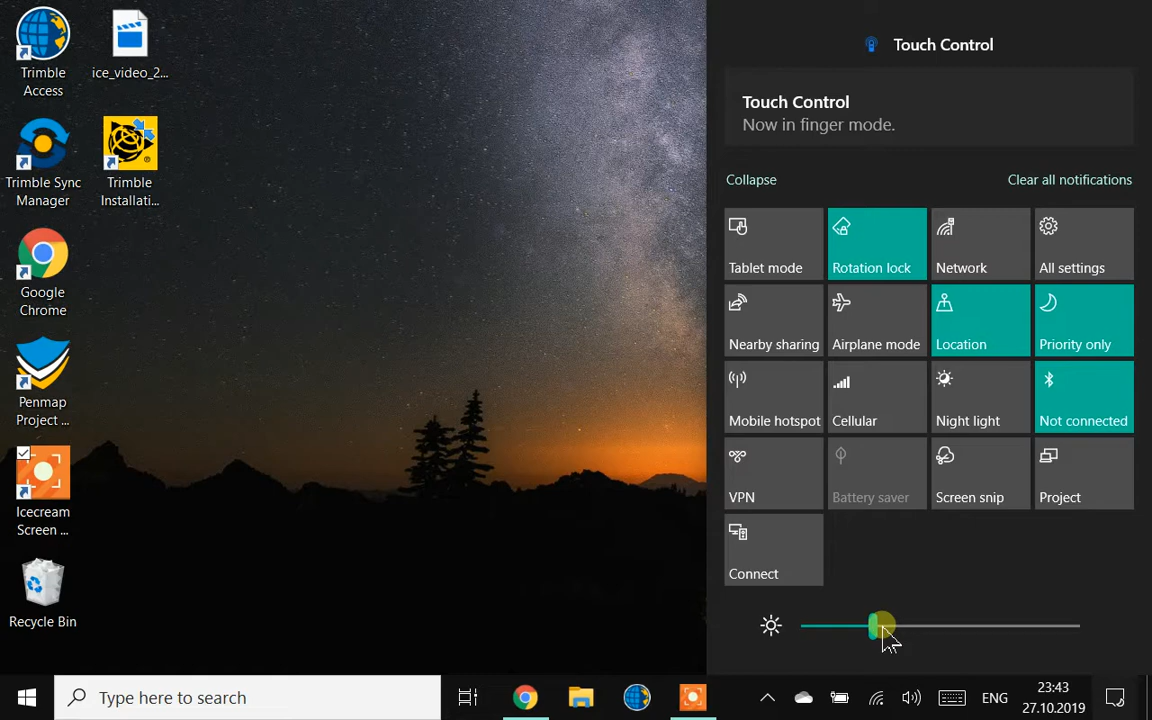 Trimble
Access
ice_video_2...
Trimble Sync
Manager
Trimble
Installati...
Google
Chrome
Penmap
Project ...
Icecream
Screen ...
Recycle Bin
Touch Control
Touch Control
Now in finger mode.
Collapse
Clear all notifications
Tablet mode
Rotation lock
Network
All settings
Nearby sharing
Airplane mode
Location
Priority only
Mobile hotspot
Cellular
Night light
Not connected
VPN
Battery saver
Screen snip
Project
Connect
Type here to search
ENG
23:43
27.10.2019